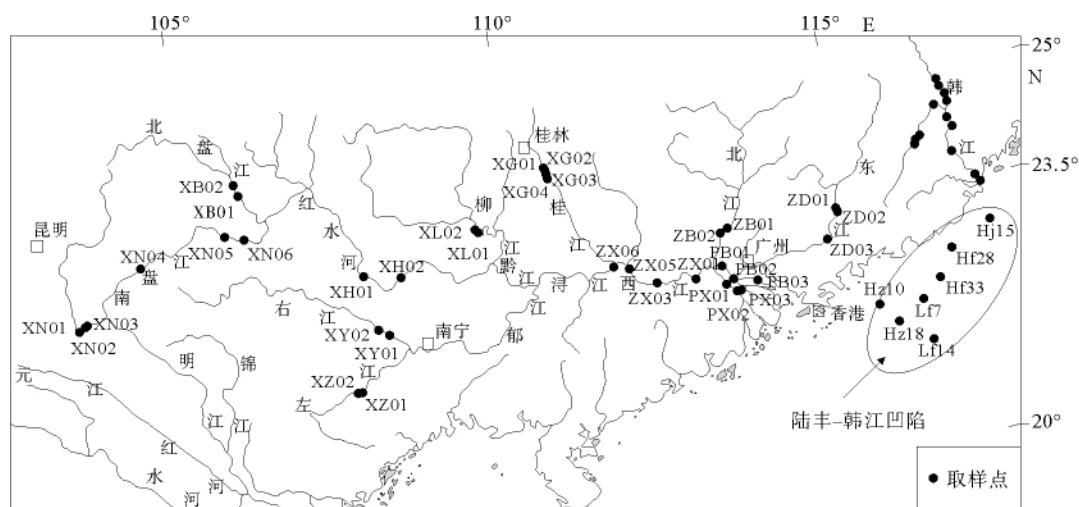 105°
110°
115°
E
25°
N
23.5°
20°
北盘江
XB02
XB01
昆明
XN04
XN05
XN06
南盘江
XN01
XN03
XN02
红水河
XH01
XH02
柳江
XL02
XL01
黔江
桂林
XG01
XG02
XG03
XG04
桂江
浔江
ZX06
ZX05
ZX03
西江
ZX01
北江
ZB01
ZB02
PB01
PB02
PB03
PX01
PX03
PX02
广州
香港
东江
ZD01
ZD02
ZD03
韩江
Hj15
Hf28
Hf33
Hz10
Lf7
Hz18
Lf14
陆丰–韩江凹陷
右江
XY02
XY01
南宁
郁江
XZ02
XZ01
左江
明江
锦江
元江
红河
水河
取样点